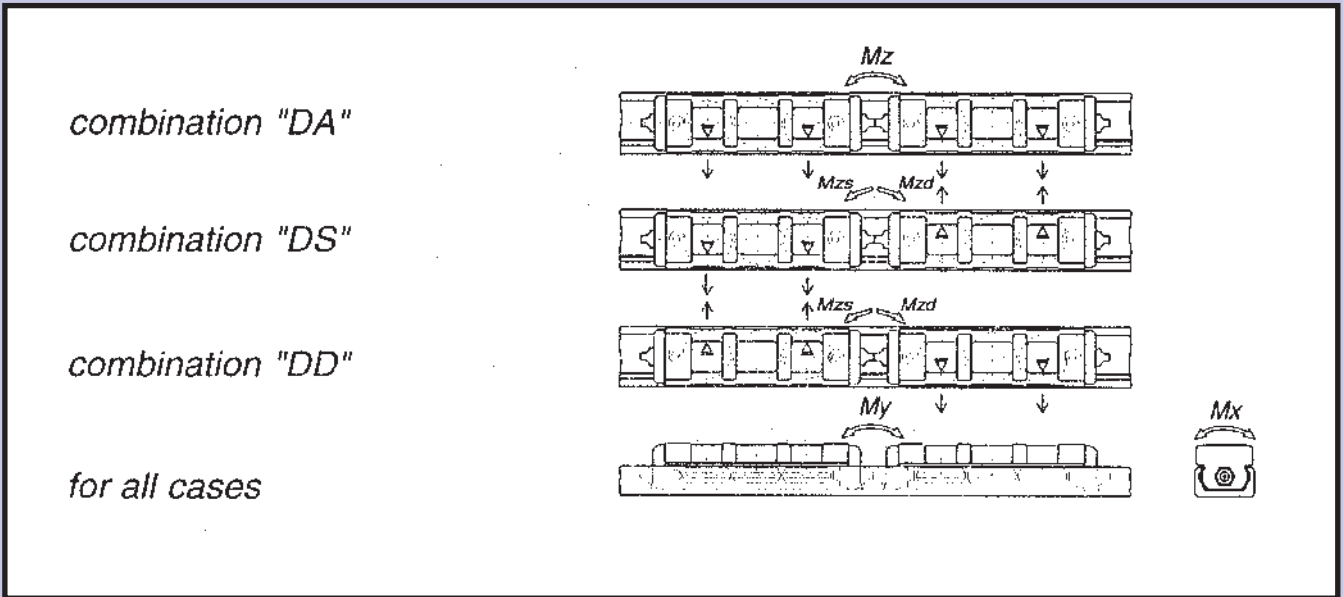 Mz
combination "DA"
Mzs Mzd
combination "DS"
Mzs Mzd
combination "DD"
My
Mx
for all cases